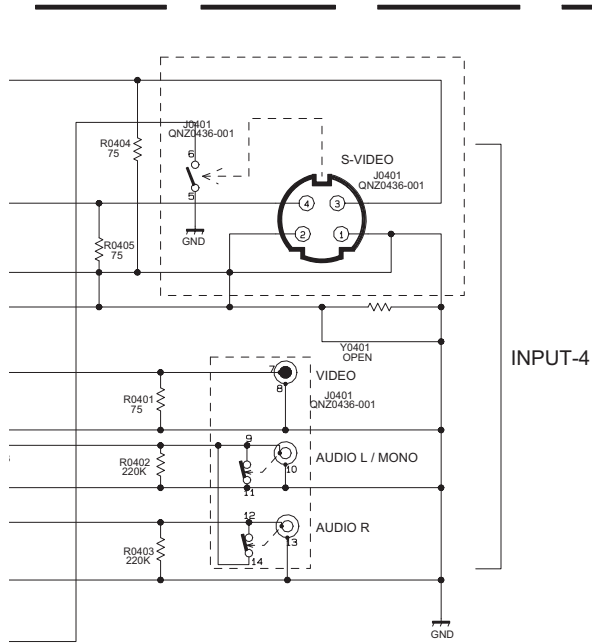 J0401
QNZ0436-001
R0404
75
6
5
GND
S-VIDEO
J0401
QNZ0436-001
4
3
2
1
R0405
75
Y0401
OPEN
INPUT-4
7
VIDEO
8
J0401
QNZ0436-001
R0401
75
9
AUDIO L / MONO
10
R0402
220K
11
12
AUDIO R
13
R0403
220K
14
GND